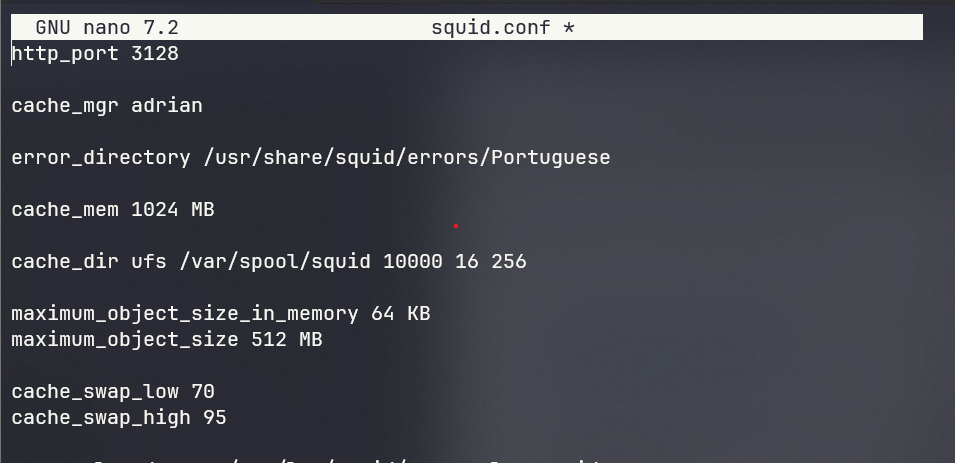 GNU nano 7.2 squid.conf *
http_port 3128
cache_mgr adrian
error_directory /usr/share/squid/errors/Portuguese
cache_mem 1024 MB
cache_dir ufs /var/spool/squid 10000 16 256
maximum_object_size_in_memory 64 KB
maximum_object_size 512 MB
cache_swap_low 70
cache_swap_high 95